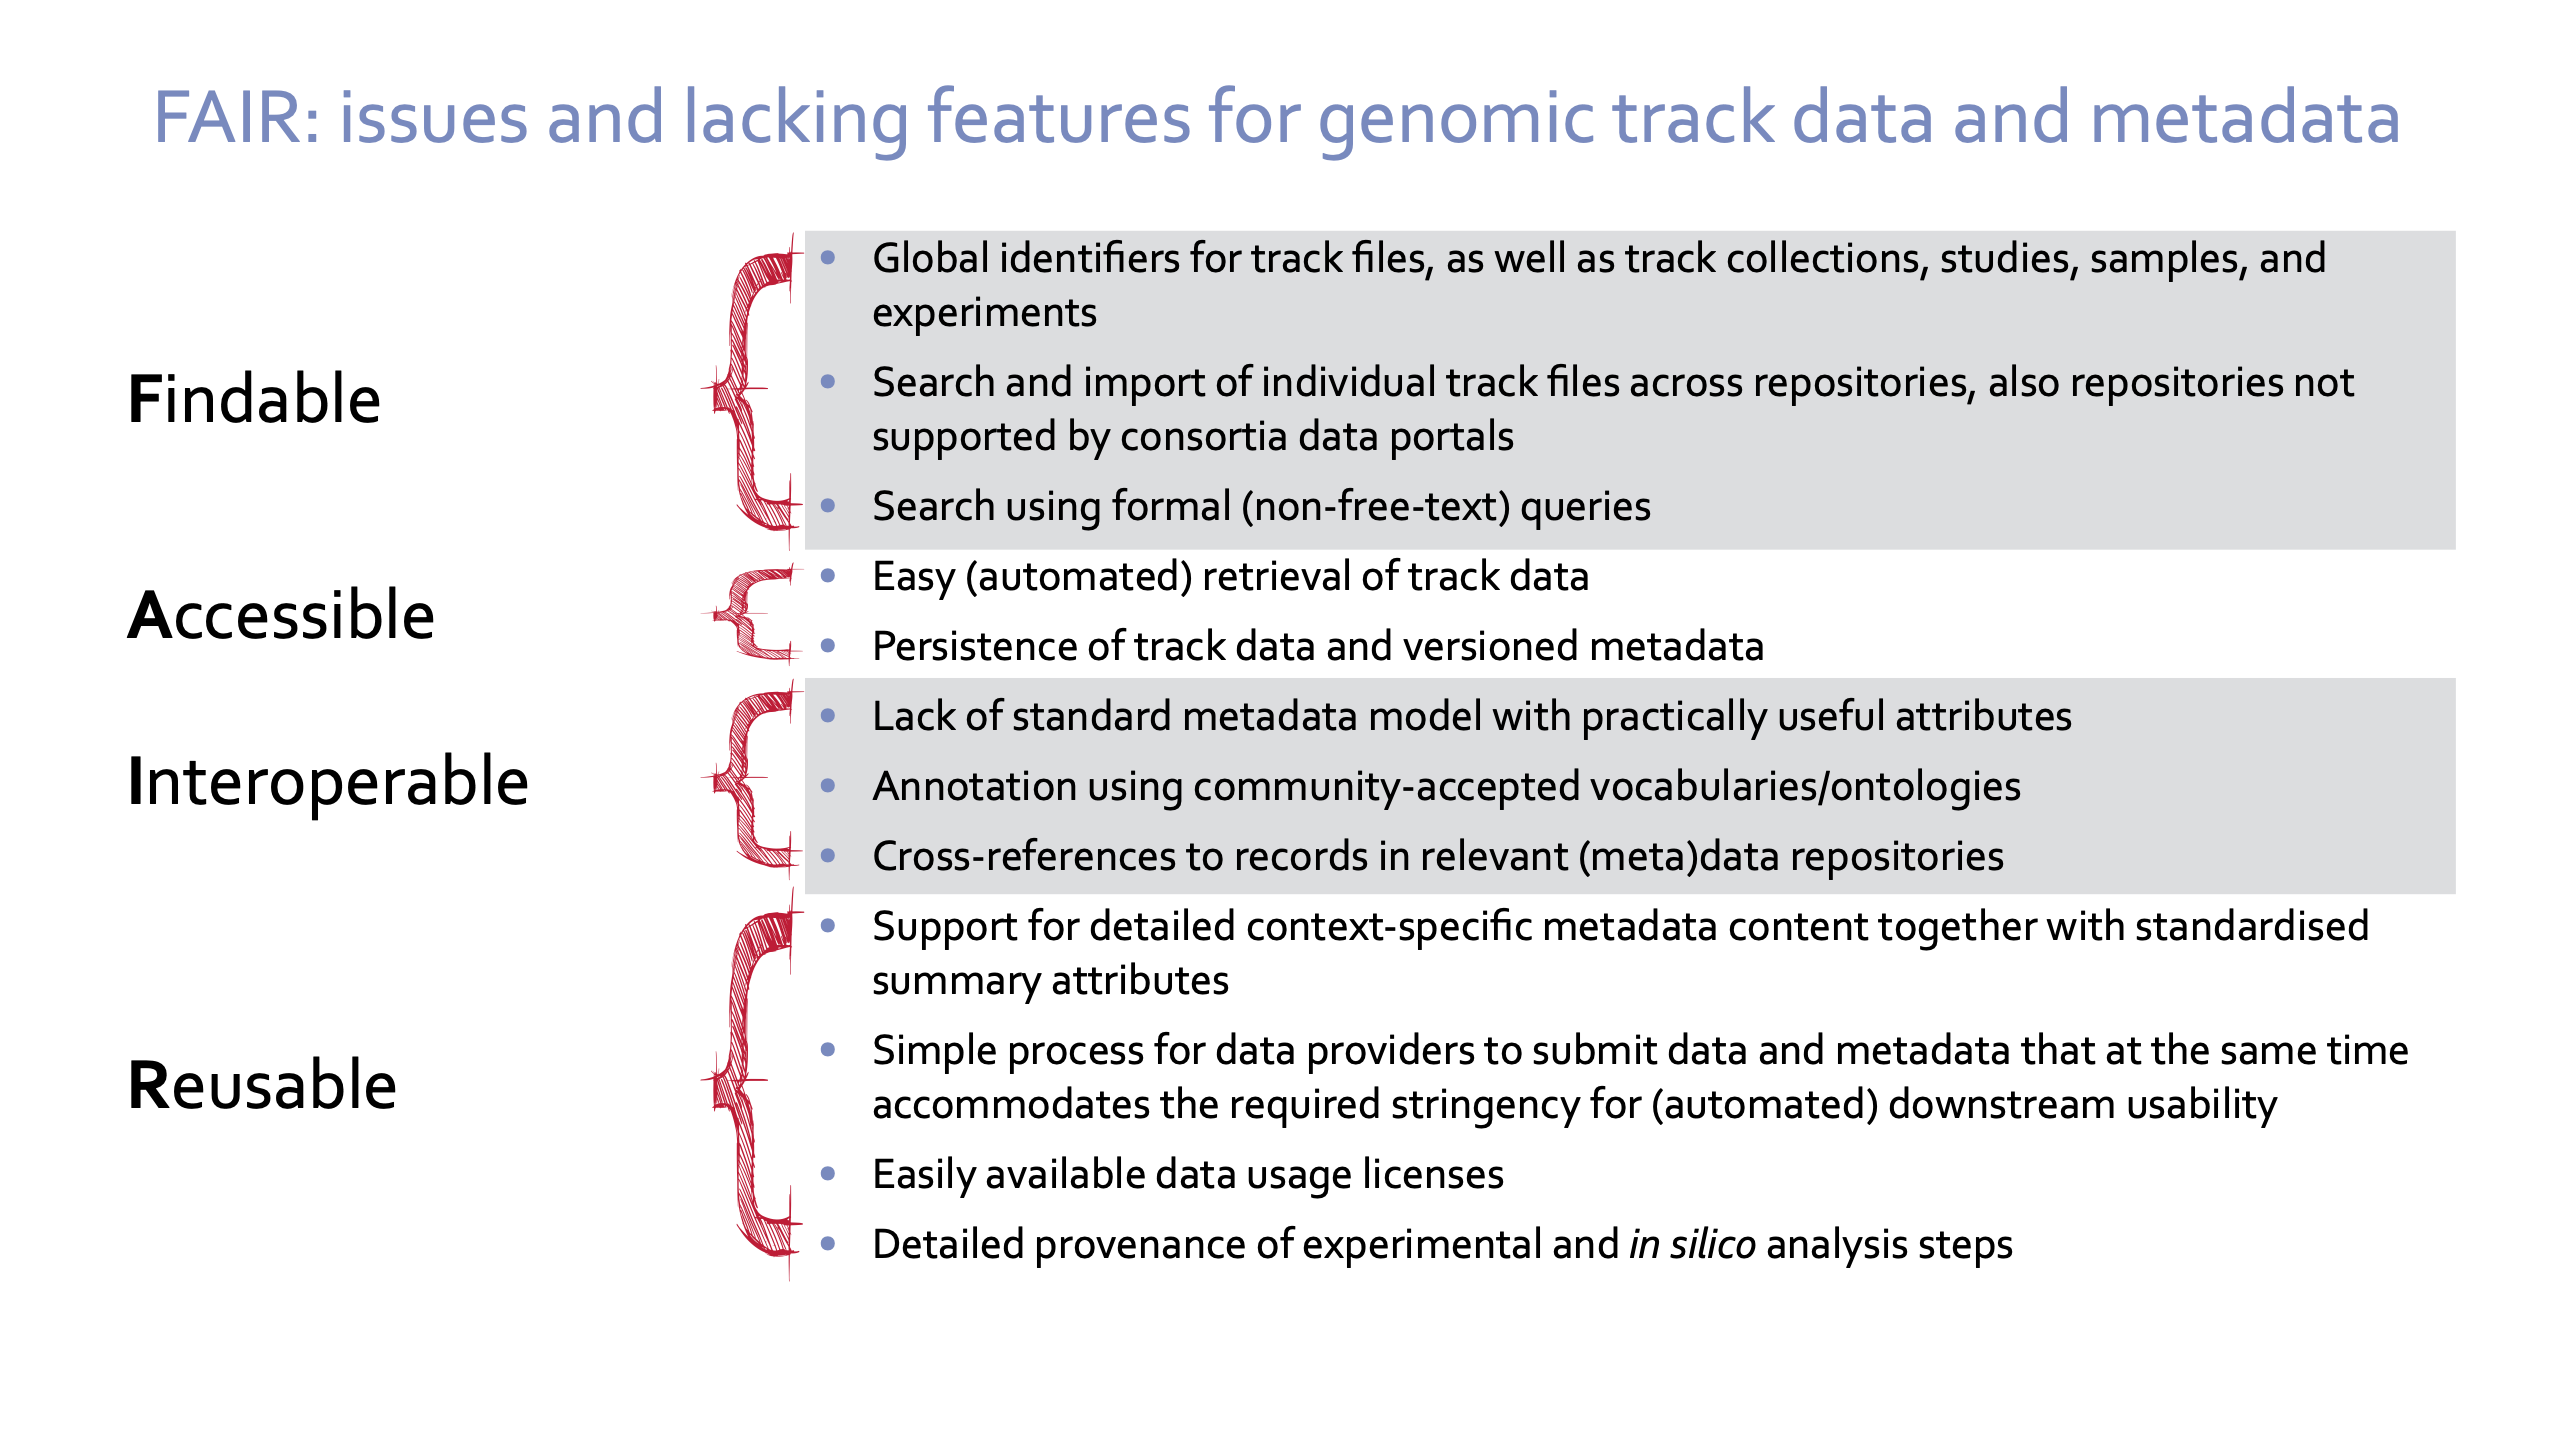 FAIR: issues and lacking features for genomic track data and metadata
Findable
• Global identifiers for track files, as well as track collections, studies, samples, and
experiments
• Search and import of individual track files across repositories, also repositories not
supported by consortia data portals
• Search using formal (non-free-text) queries
Accessible
• Easy (automated) retrieval of track data
• Persistence of track data and versioned metadata
Interoperable
• Lack of standard metadata model with practically useful attributes
• Annotation using community-accepted vocabularies/ontologies
• Cross-references to records in relevant (meta)data repositories
Reusable
• Support for detailed context-specific metadata content together with standardised
summary attributes
• Simple process for data providers to submit data and metadata that at the same time
accommodates the required stringency for (automated) downstream usability
• Easily available data usage licenses
• Detailed provenance of experimental and in silico analysis steps